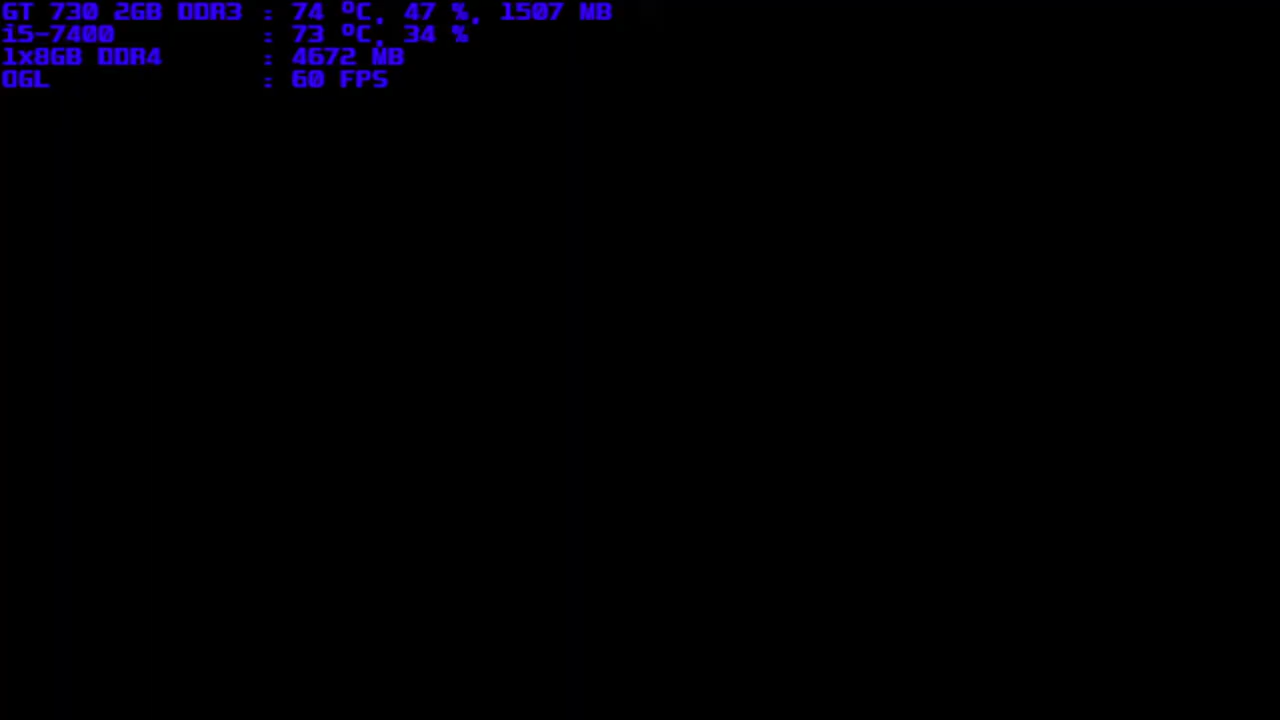 GT 730 2GB DDR3 : 74 ºC, 47 %, 1507 MB
i5-7400 : 73 ºC, 34 %
1x8GB DDR4 : 4672 MB
OGL : 60 FPS